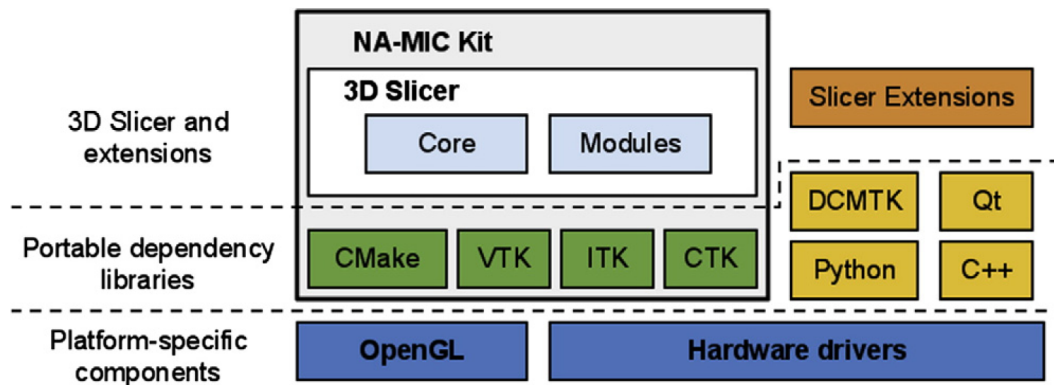 NA-MIC Kit
3D Slicer
Core
Modules
Slicer Extensions
3D Slicer and
extensions
DCMTK
Qt
Portable dependency
libraries
CMake
VTK
ITK
CTK
Python
C++
Platform-specific
components
OpenGL
Hardware drivers